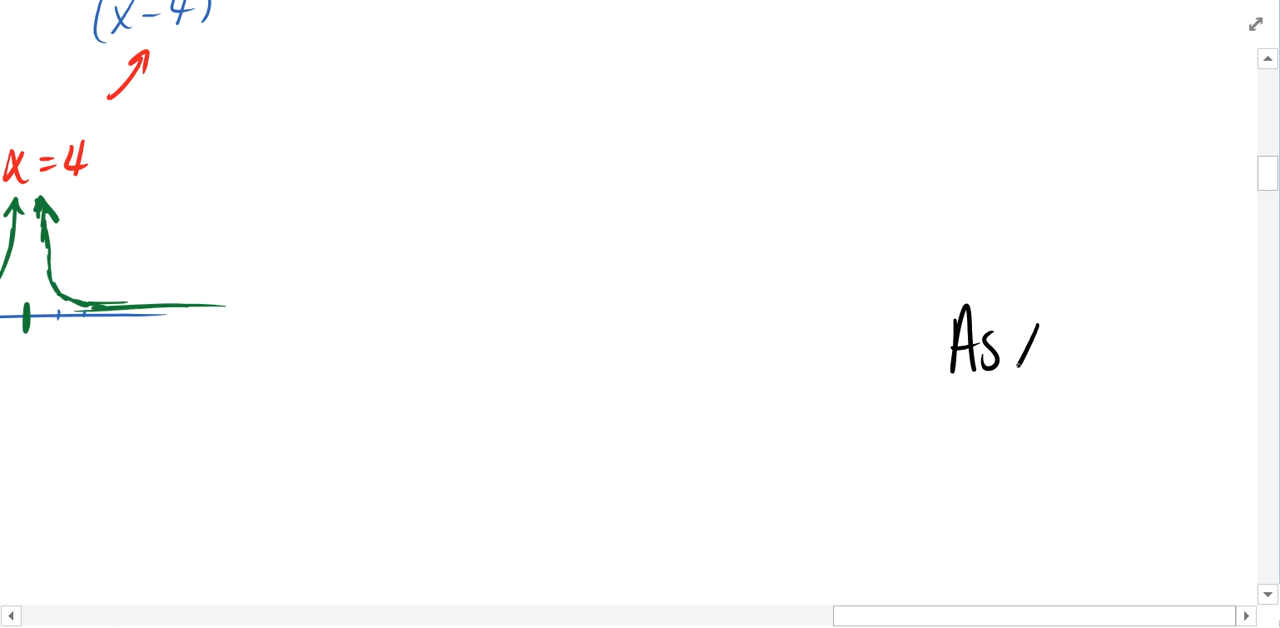 (x-4)
x = 4
As